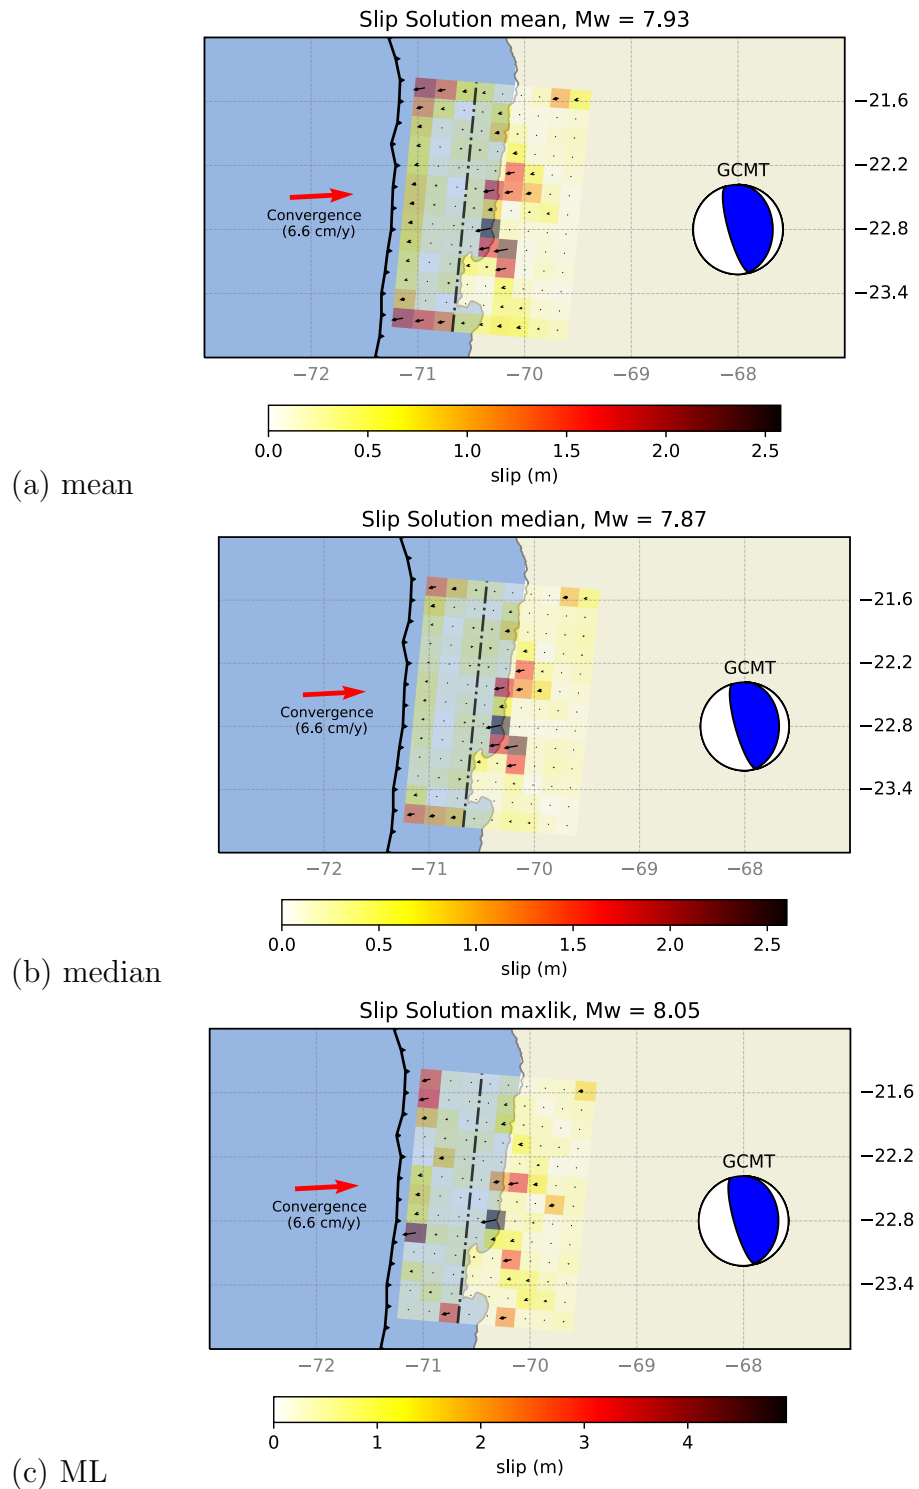 Slip Solution mean, Mw = 7.93
−21.6
GCMT
−22.2
Convergence
(6.6 cm/y)
−22.8
−23.4
−72 −71 −70 −69 −68
0.0 0.5 1.0 1.5 2.0 2.5
slip (m)
(a) mean
Slip Solution median, Mw = 7.87
−21.6
−22.2
GCMT
Convergence
(6.6 cm/y)
−22.8
−23.4
−72 −71 −70 −69 −68
0.0 0.5 1.0 1.5 2.0 2.5
slip (m)
(b) median
Slip Solution maxlik, Mw = 8.05
−21.6
−22.2
GCMT
Convergence
(6.6 cm/y)
−22.8
−23.4
−72 −71 −70 −69 −68
0 1 2 3 4
slip (m)
(c) ML